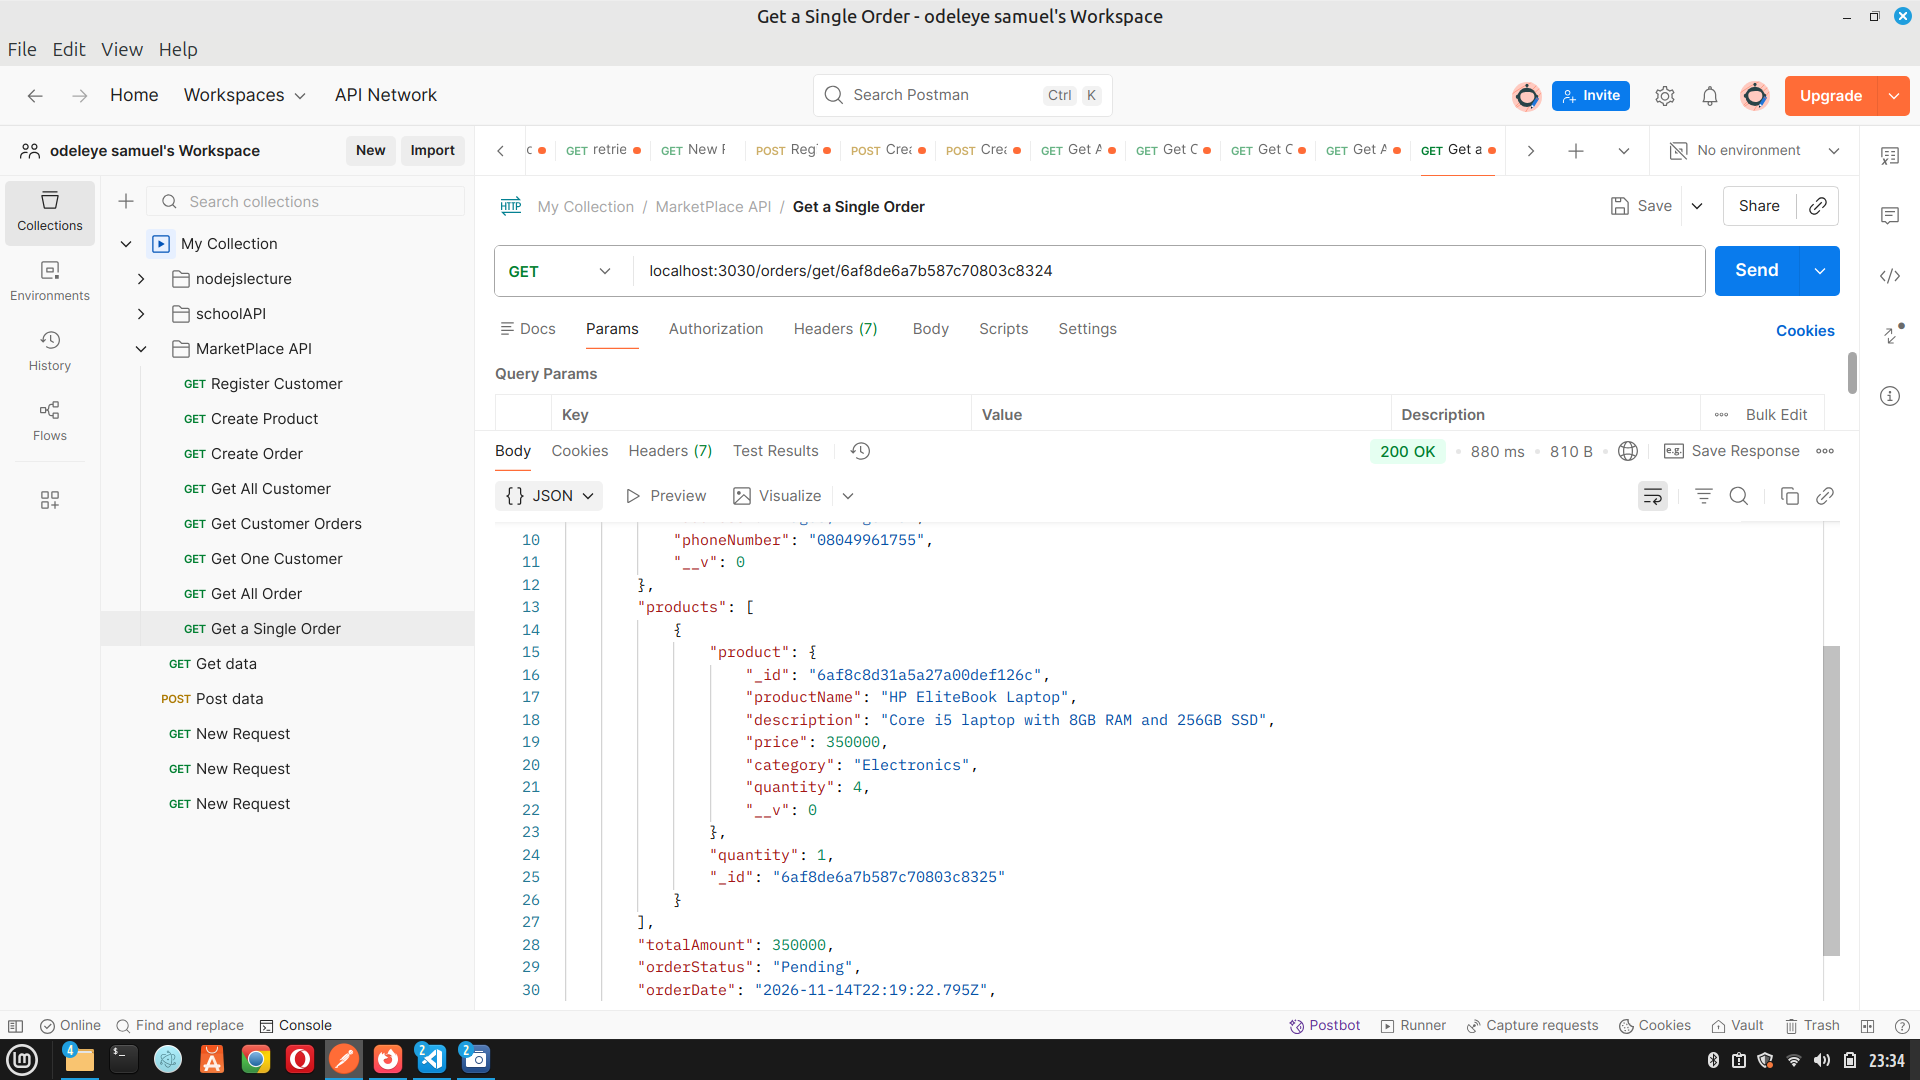 Get a Single Order - odeleye samuel's Workspace
File Edit View Help
Home Workspaces API Network
Search Postman Ctrl K
Invite
Upgrade
odeleye samuel's Workspace New Import
GET retrie GET New F POST Reg POST Crea POST Crea GET Get A GET Get C GET Get C GET Get A GET Get a
No environment
Collections
Environments
History
Flows
Search collections
My Collection
nodejslecture
schoolAPI
MarketPlace API
GET Register Customer
GET Create Product
GET Create Order
GET Get All Customer
GET Get Customer Orders
GET Get One Customer
GET Get All Order
GET Get a Single Order
GET Get data
POST Post data
GET New Request
GET New Request
GET New Request
HTTP My Collection / MarketPlace API / Get a Single Order
Save Share
GET localhost:3030/orders/get/6af8de6a7b587c70803c8324 Send
Docs Params Authorization Headers (7) Body Scripts Settings Cookies
Query Params
Key Value Description Bulk Edit
Body Cookies Headers (7) Test Results
200 OK 880 ms 810 B e.g. Save Response
{} JSON Preview Visualize
10 "phoneNumber": "08049961755",
11 "__v": 0
12 },
13 "products": [
14 {
15 "product": {
16 "_id": "6af8c8d31a5a27a00def126c",
17 "productName": "HP EliteBook Laptop",
18 "description": "Core i5 laptop with 8GB RAM and 256GB SSD",
19 "price": 350000,
20 "category": "Electronics",
21 "quantity": 4,
22 "__v": 0
23 },
24 "quantity": 1,
25 "_id": "6af8de6a7b587c70803c8325"
26 }
27 ],
28 "totalAmount": 350000,
29 "orderStatus": "Pending",
30 "orderDate": "2026-11-14T22:19:22.795Z",
Online Find and replace Console
Postbot Runner Capture requests Cookies Vault Trash
4 2 2 23:34